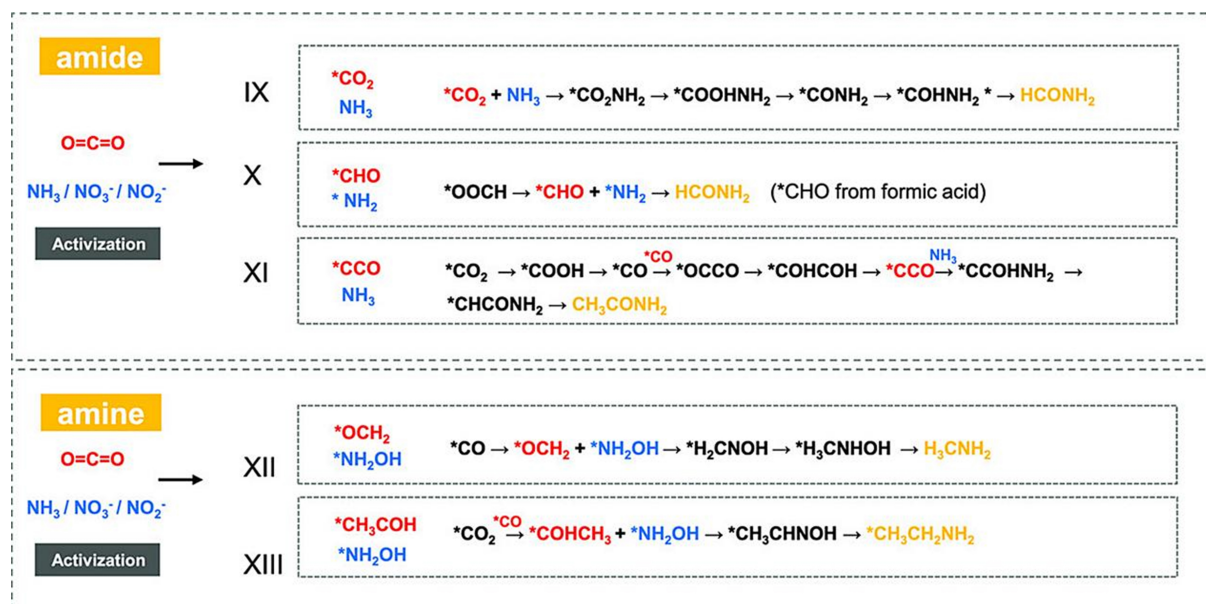 amide
O=C=O
NH₃ / NO₃⁻ / NO₂⁻
Activization
IX
*CO₂
NH₃
*CO₂ + NH₃ → *CO₂NH₂ → *COOHNH₂ → *CONH₂ → *COHNH₂ * → HCONH₂
X
*CHO
* NH₂
*OOCH → *CHO + *NH₂ → HCONH₂ (*CHO from formic acid)
XI
*CCO
NH₃
*CO
NH₃
*CO₂ → *COOH → *CO → *OCCO → *COHCOH → *CCO → *CCOHNH₂ →
*CHCONH₂ → CH₃CONH₂
amine
O=C=O
NH₃ / NO₃⁻ / NO₂⁻
Activization
XII
*OCH₂
*NH₂OH
*CO → *OCH₂ + *NH₂OH → *H₂CNOH → *H₃CNHOH → H₃CNH₂
XIII
*CH₃COH
*NH₂OH
*CO
*CO₂ → *COHCH₃ + *NH₂OH → *CH₃CHNOH → *CH₃CH₂NH₂